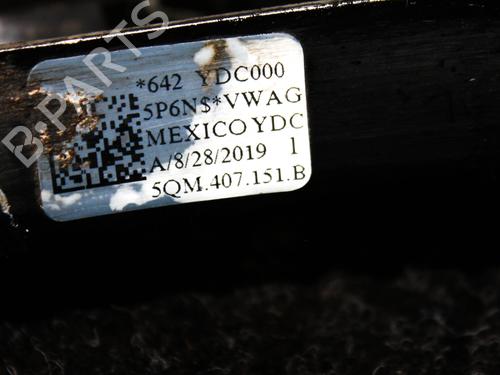 *642 YDC000
5P6N$*VWAG
MEXICO YDC
A/8/28/2019 1
5QM.407.151.B
B-PARTS